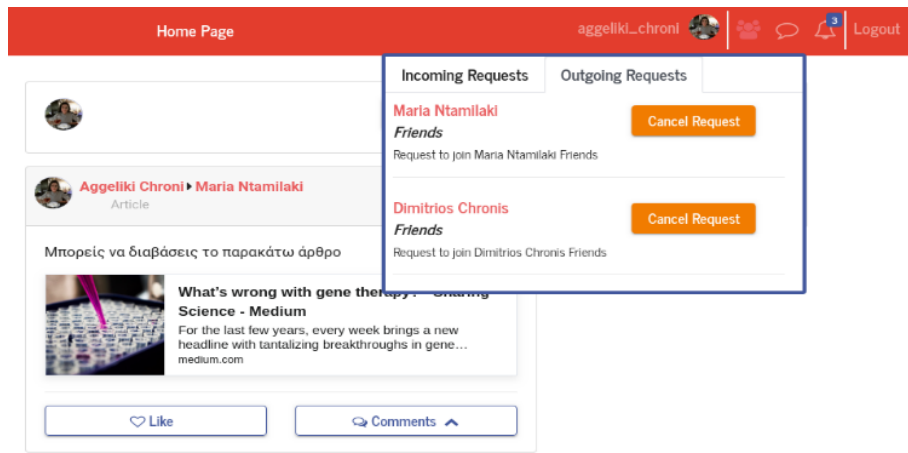 Home Page
aggeliki_chroni
3
Logout
Incoming Requests
Outgoing Requests
Maria Ntamilaki
Friends
Request to join Maria Ntamilaki Friends
Cancel Request
Dimitrios Chronis
Friends
Request to join Dimitrios Chronis Friends
Cancel Request
Aggeliki Chroni Maria Ntamilaki
Article
Μπορείς να διαβάσεις το παρακάτω άρθρο
What's wrong with gene therapy? - Sharing
Science - Medium
For the last few years, every week brings a new
headline with tantalizing breakthroughs in gene...
medium.com
Like
Comments